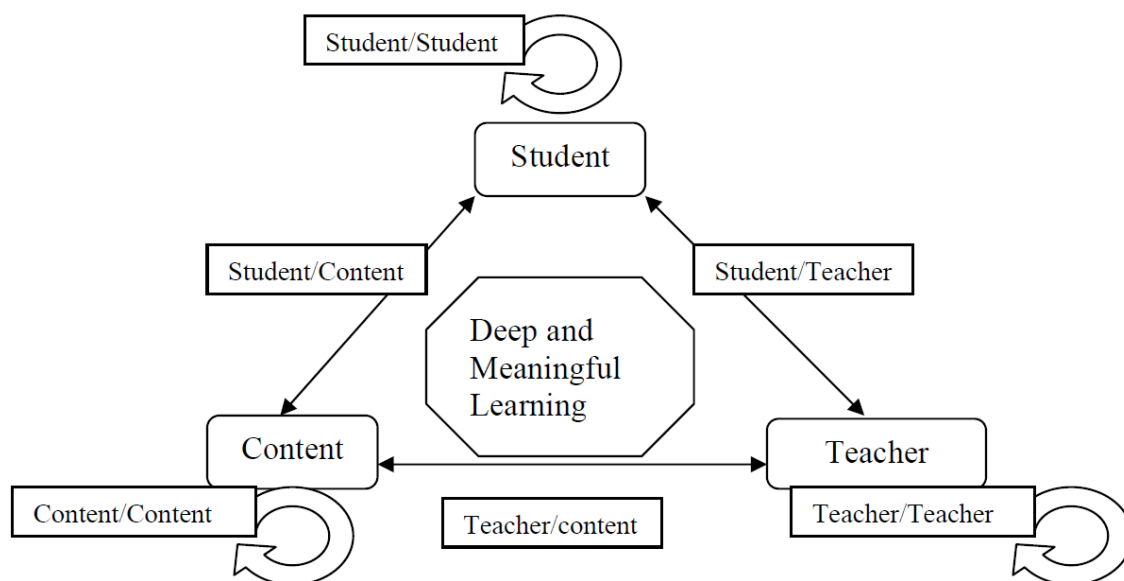 Student/Student
Student
Student/Content
Student/Teacher
Deep and
Meaningful
Learning
Content
Teacher
Content/Content
Teacher/content
Teacher/Teacher